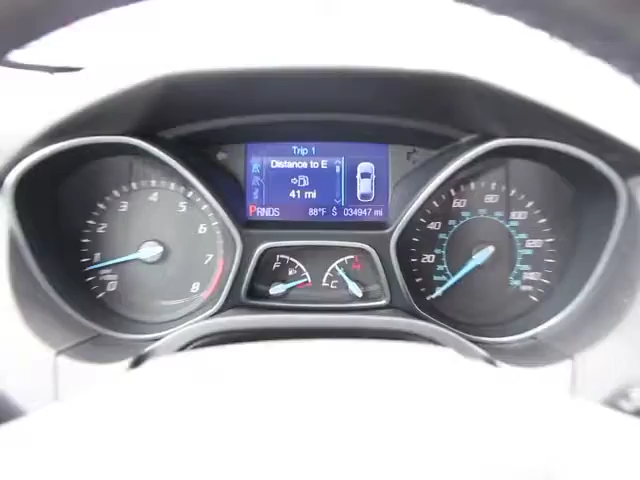 Trip 1
Distance to E
41 mi
PRNDS 88°F S 034947 mi
0 1 2 3 4 5 6 7 8
F
C H
20 40 60 80 100 120 140